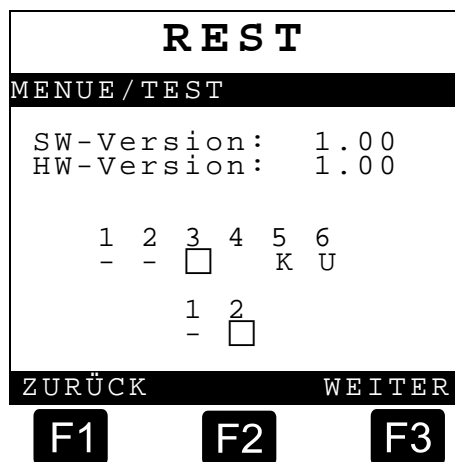 REST
MENUE/TEST
SW-Version: 1.00
HW-Version: 1.00
1 2 3 4 5 6
- - □ K U
1 2
- □
ZURÜCK WEITER
F1 F2 F3